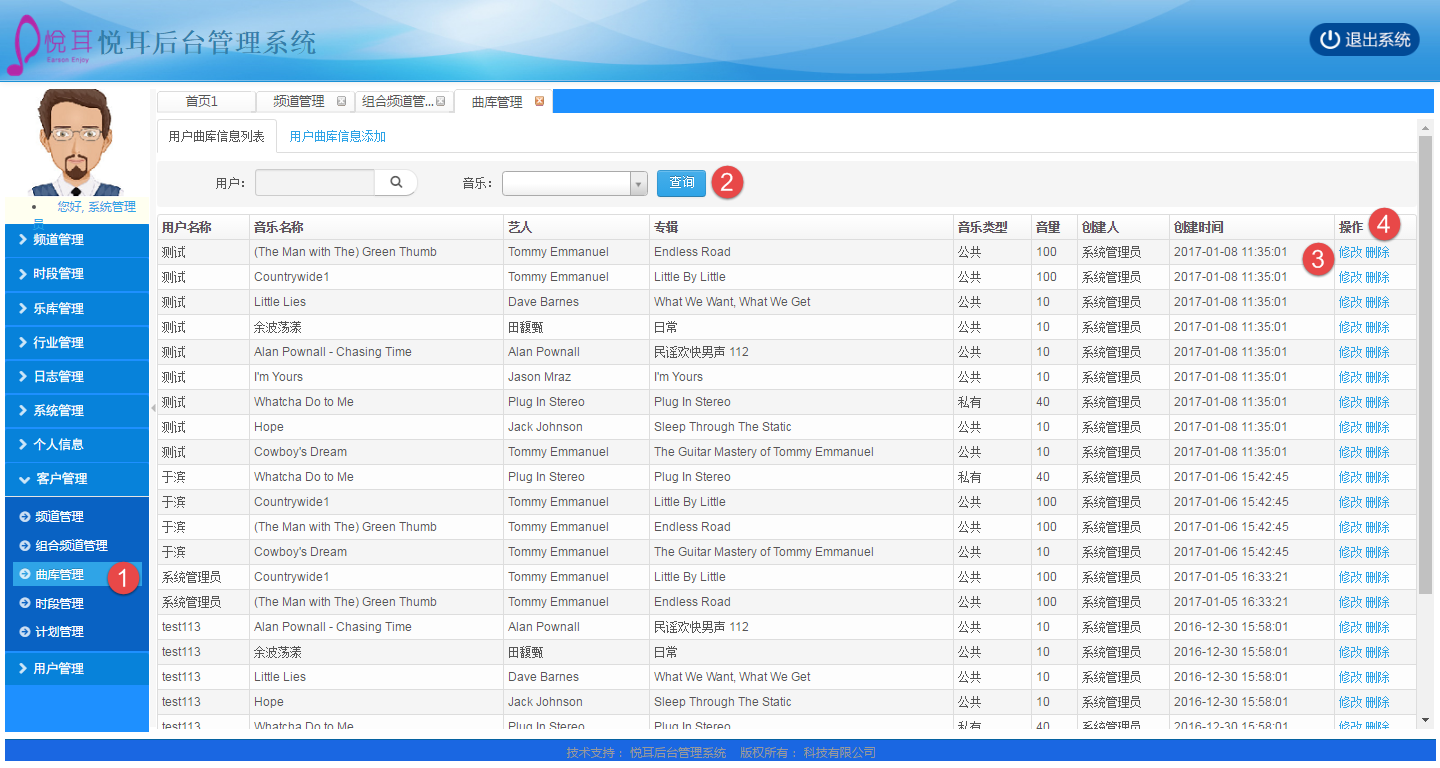 悦耳 悦耳后台管理系统 退出系统
Earson Enjoy
首页1 频道管理 组合频道管... 曲库管理
用户曲库信息列表 用户曲库信息添加
用户： 音乐： 查询 2
您好, 系统管理
员
频道管理
时段管理
乐库管理
行业管理
日志管理
系统管理
个人信息
客户管理
频道管理
组合频道管理
曲库管理 1
时段管理
计划管理
用户管理
用户名称 音乐名称 艺人 专辑 音乐类型 音量 创建人 创建时间 操作 4
测试 (The Man with The) Green Thumb Tommy Emmanuel Endless Road 公共 100 系统管理员 2017-01-08 11:35:01 3 修改 删除
测试 Countrywide1 Tommy Emmanuel Little By Little 公共 100 系统管理员 2017-01-08 11:35:01 修改 删除
测试 Little Lies Dave Barnes What We Want, What We Get 公共 10 系统管理员 2017-01-08 11:35:01 修改 删除
测试 余波荡漾 田馥甄 日常 公共 10 系统管理员 2017-01-08 11:35:01 修改 删除
测试 Alan Pownall - Chasing Time Alan Pownall 民谣欢快男声 112 公共 10 系统管理员 2017-01-08 11:35:01 修改 删除
测试 I'm Yours Jason Mraz I'm Yours 公共 10 系统管理员 2017-01-08 11:35:01 修改 删除
测试 Whatcha Do to Me Plug In Stereo Plug In Stereo 私有 40 系统管理员 2017-01-08 11:35:01 修改 删除
测试 Hope Jack Johnson Sleep Through The Static 公共 10 系统管理员 2017-01-08 11:35:01 修改 删除
测试 Cowboy's Dream Tommy Emmanuel The Guitar Mastery of Tommy Emmanuel 公共 10 系统管理员 2017-01-08 11:35:01 修改 删除
于滨 Whatcha Do to Me Plug In Stereo Plug In Stereo 私有 40 系统管理员 2017-01-06 15:42:45 修改 删除
于滨 Countrywide1 Tommy Emmanuel Little By Little 公共 100 系统管理员 2017-01-06 15:42:45 修改 删除
于滨 (The Man with The) Green Thumb Tommy Emmanuel Endless Road 公共 100 系统管理员 2017-01-06 15:42:45 修改 删除
于滨 Cowboy's Dream Tommy Emmanuel The Guitar Mastery of Tommy Emmanuel 公共 10 系统管理员 2017-01-06 15:42:45 修改 删除
系统管理员 Countrywide1 Tommy Emmanuel Little By Little 公共 100 系统管理员 2017-01-05 16:33:21 修改 删除
系统管理员 (The Man with The) Green Thumb Tommy Emmanuel Endless Road 公共 100 系统管理员 2017-01-05 16:33:21 修改 删除
test113 Alan Pownall - Chasing Time Alan Pownall 民谣欢快男声 112 公共 10 系统管理员 2016-12-30 15:58:01 修改 删除
test113 余波荡漾 田馥甄 日常 公共 10 系统管理员 2016-12-30 15:58:01 修改 删除
test113 Little Lies Dave Barnes What We Want, What We Get 公共 10 系统管理员 2016-12-30 15:58:01 修改 删除
test113 Hope Jack Johnson Sleep Through The Static 公共 10 系统管理员 2016-12-30 15:58:01 修改 删除
test113 Whatcha Do to Me Plug In Stereo Plug In Stereo 私有 40 系统管理员 2016-12-30 15:58:01 修改 删除
技术支持： 悦耳后台管理系统 版权所有： 科技有限公司